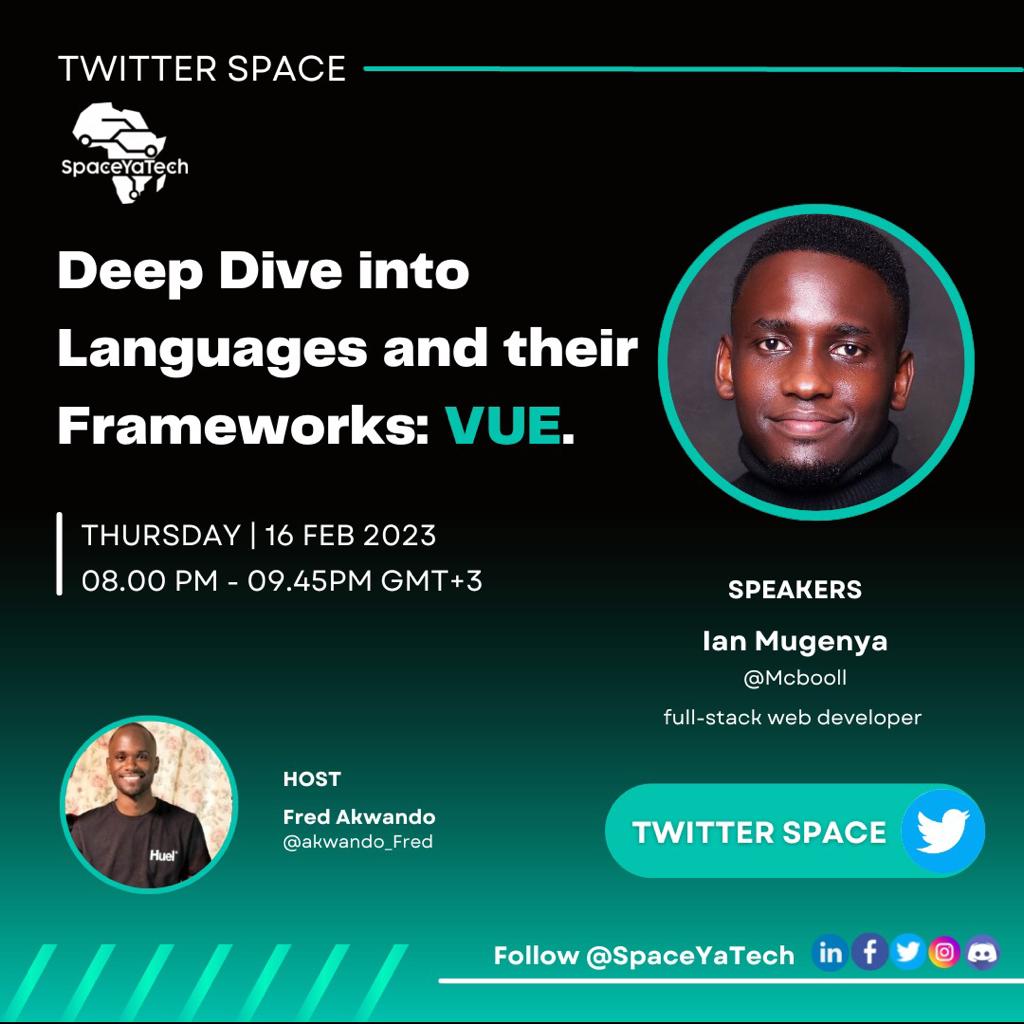 TWITTER SPACE
SpaceYaTech
Deep Dive into
Languages and their
Frameworks: VUE.
THURSDAY | 16 FEB 2023
08.00 PM - 09.45PM GMT+3
SPEAKERS
Ian Mugenya
@Mcbooll
full-stack web developer
HOST
Fred Akwando
@akwando_Fred
Huel
TWITTER SPACE
Follow @SpaceYaTech
in
f